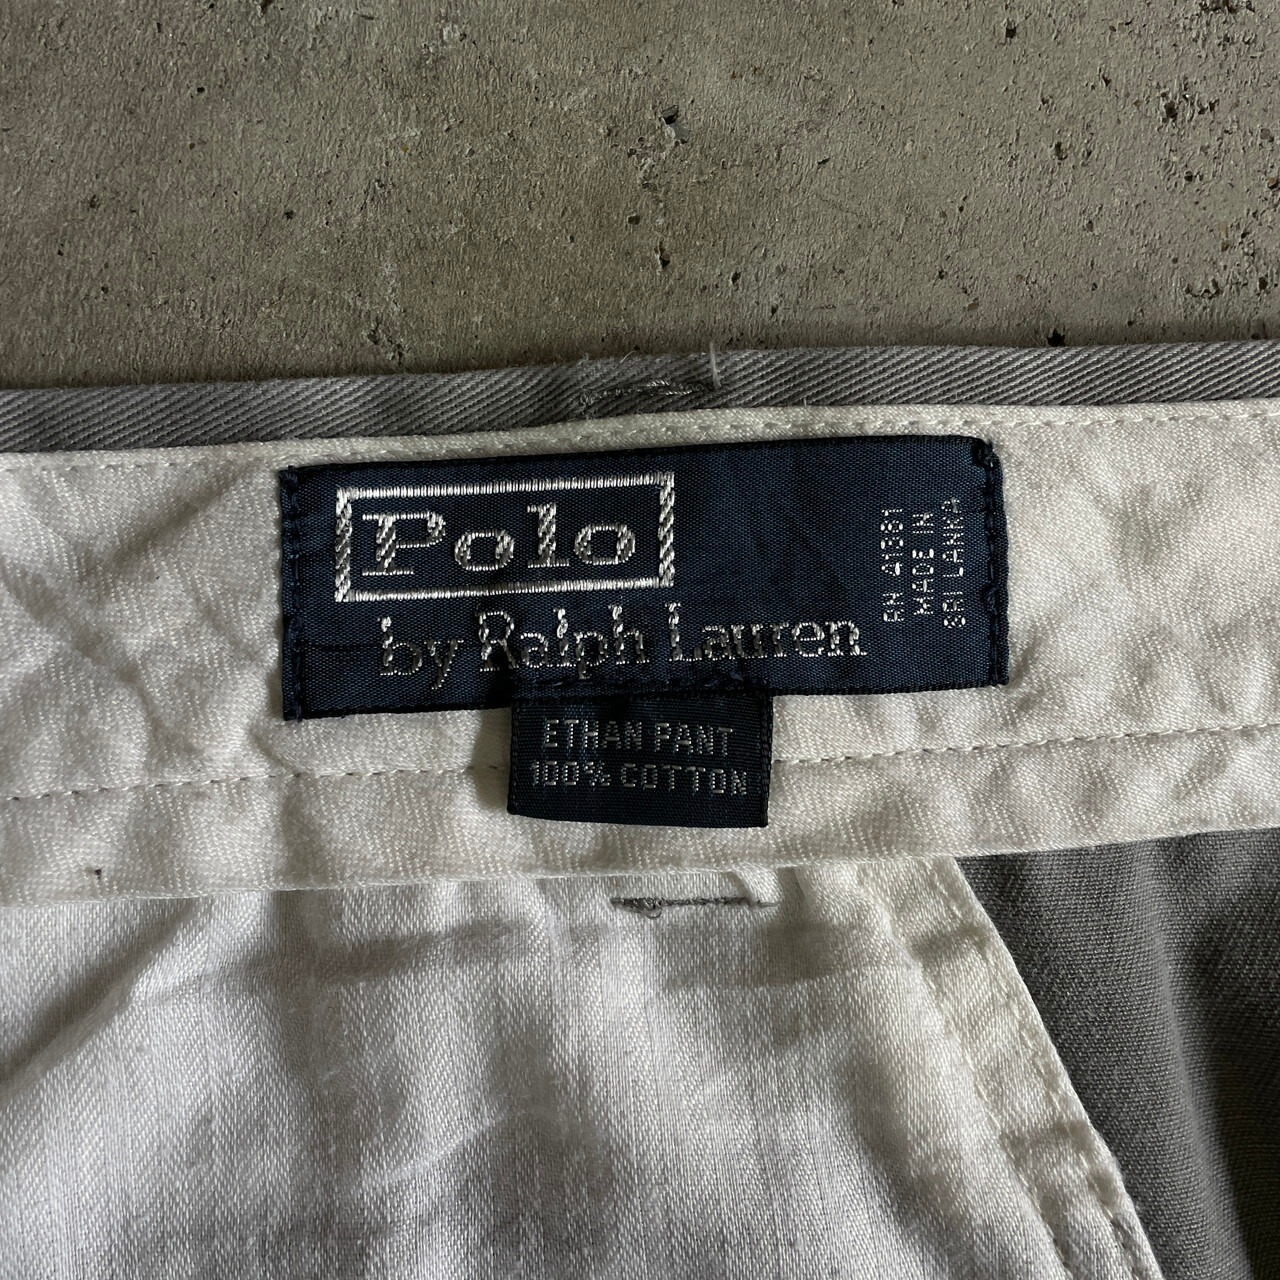 Polo
by Ralph Lauren
RN 41381
MADE IN
SRI LANKA
ETHAN PANT
100% COTTON